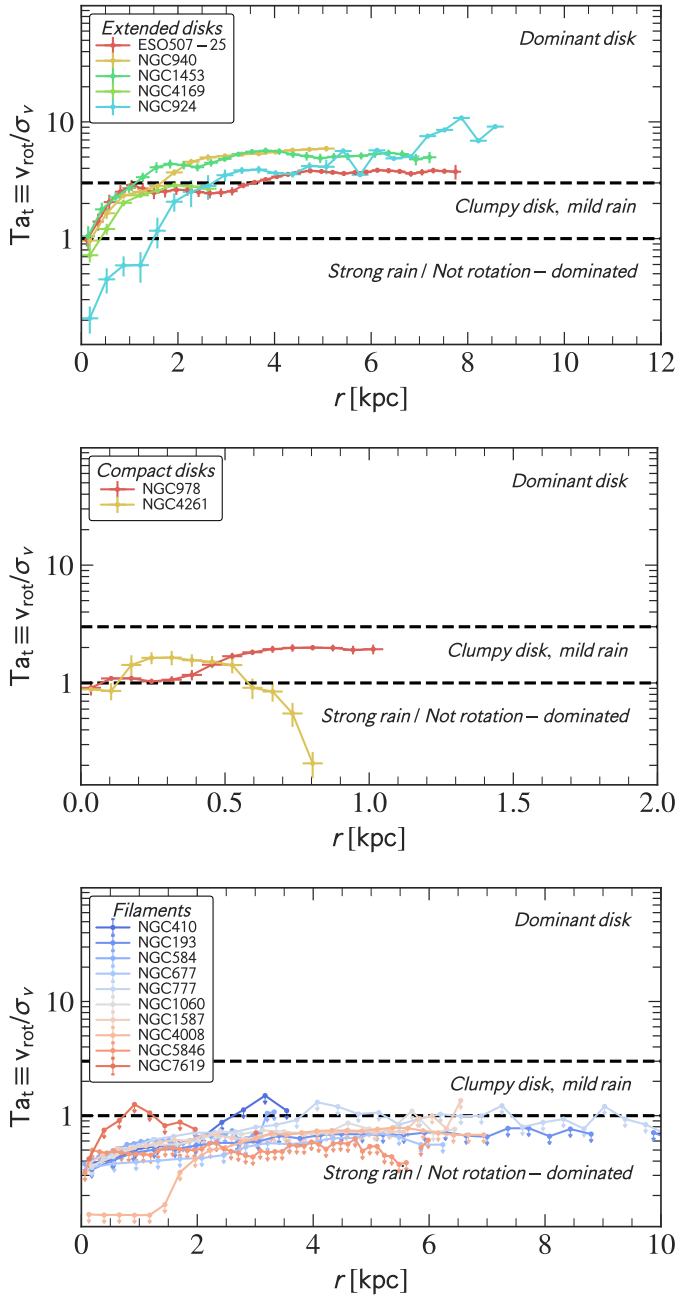 Extended disks
ESO507−25
NGC940
NGC1453
NGC4169
NGC924
Dominant disk
Clumpy disk, mild rain
Strong rain / Not rotation − dominated
10
1
Ta_t ≡ v_rot/σ_v
0 2 4 6 8 10 12
r [kpc]
Compact disks
NGC978
NGC4261
Dominant disk
Clumpy disk, mild rain
Strong rain / Not rotation − dominated
10
1
Ta_t ≡ v_rot/σ_v
0.0 0.5 1.0 1.5 2.0
r [kpc]
Filaments
NGC410
NGC193
NGC584
NGC677
NGC777
NGC1060
NGC1587
NGC4008
NGC5846
NGC7619
Dominant disk
Clumpy disk, mild rain
Strong rain / Not rotation − dominated
10
1
Ta_t ≡ v_rot/σ_v
0 2 4 6 8 10
r [kpc]